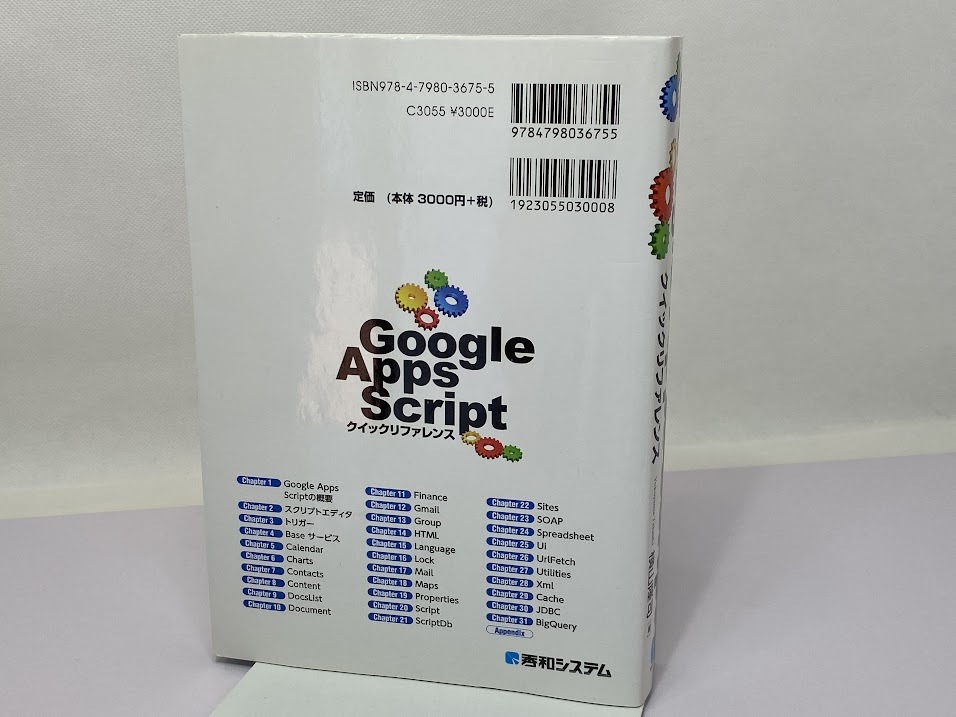 ISBN978-4-7980-3675-5
C3055 ¥3000E
9784798036755
定価 (本体 3000円+税)
1923055030008
Google
Apps
Script
クイックリファレンス
Chapter 1 Google Apps
Scriptの概要
Chapter 2 スクリプトエディタ
Chapter 3 トリガー
Chapter 4 Base サービス
Chapter 5 Calendar
Chapter 6 Charts
Chapter 7 Contacts
Chapter 8 Content
Chapter 9 DocsList
Chapter 10 Document
Chapter 11 Finance
Chapter 12 Gmail
Chapter 13 Group
Chapter 14 HTML
Chapter 15 Language
Chapter 16 Lock
Chapter 17 Mail
Chapter 18 Maps
Chapter 19 Properties
Chapter 20 Script
Chapter 21 ScriptDb
Chapter 22 Sites
Chapter 23 SOAP
Chapter 24 Spreadsheet
Chapter 25 Ui
Chapter 26 UrlFetch
Chapter 27 Utilities
Chapter 28 Xml
Chapter 29 Cache
Chapter 30 JDBC
Chapter 31 BigQuery
Appendix
秀和システム
クイックリファレンス